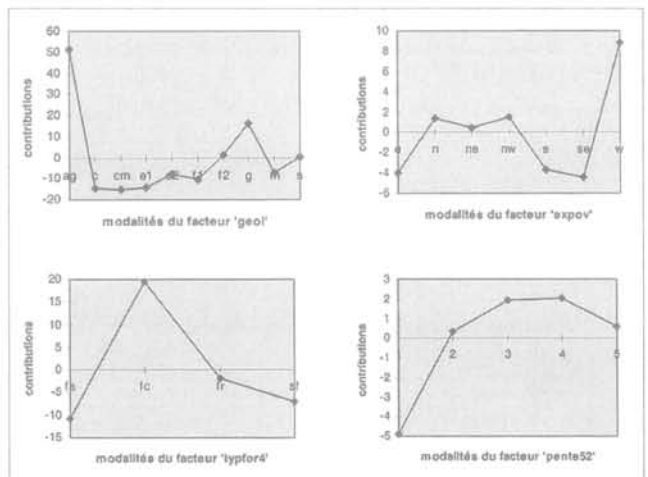 60
50
40
30
20
10
0
-10
-20
contributions
ag c cm e1 e2 f1 f2 g m s
modalités du facteur 'geol'
10
8
6
4
2
0
-2
-4
-6
contributions
e n ne nw s se w
modalités du facteur 'expov'
20
15
10
5
0
-5
-10
-15
contributions
fs fc fr sf
modalités du facteur 'typfor4'
3
2
1
0
-1
-2
-3
-4
-5
contributions
2 3 4 5
modalités du facteur 'pente52'